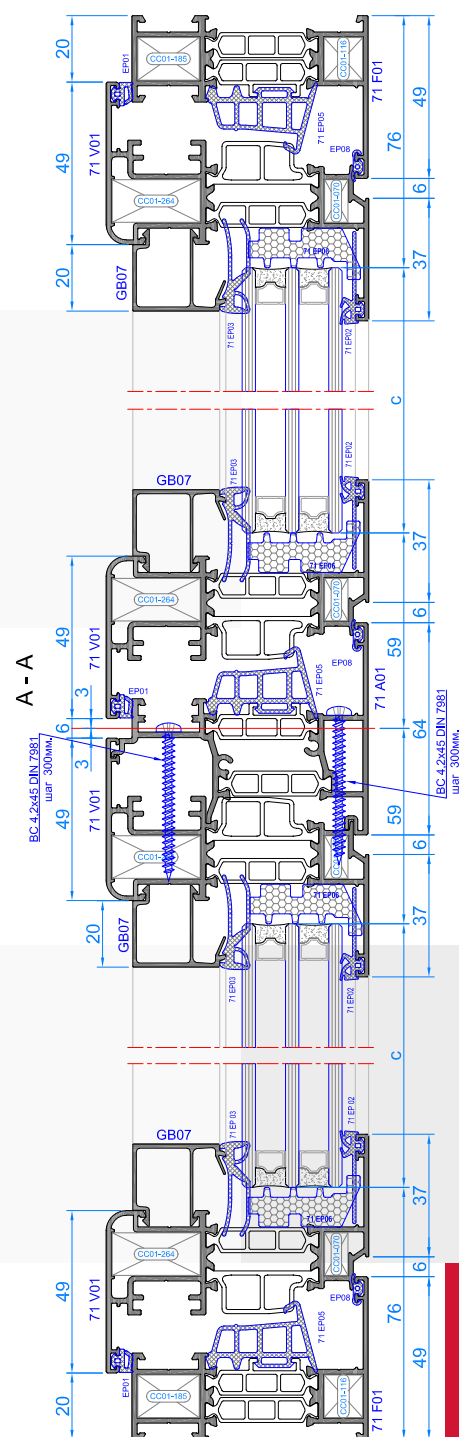 20
CC01-185
EP01
CC01-116
71 F01
49
76
49
71 V01
71 EP05
EP08
6
CC01-264
CC01-070
37
20
GB07
71 EP06
71 EP03
71 EP02
C
GB07
71 EP03
71 EP02
37
71 EP06
CC01-264
CC01-070
6
49
71 V01
59
71 EP05
EP08
A - A
3
EP01
71 A01
6
64
BC 4.2x45 DIN 7981
шаг 300мм.
BC 4.2x45 DIN 7981
шаг 300мм.
3
49
71 V01
59
6
20
GB07
71 EP06
37
71 EP03
71 EP02
C
GB07
71 EP 03
71 EP 02
37
71 EP06
CC01-264
CC01-070
6
49
71 V01
76
EP08
71 EP05
49
EP01
20
CC01-185
CC01-116
71 F01